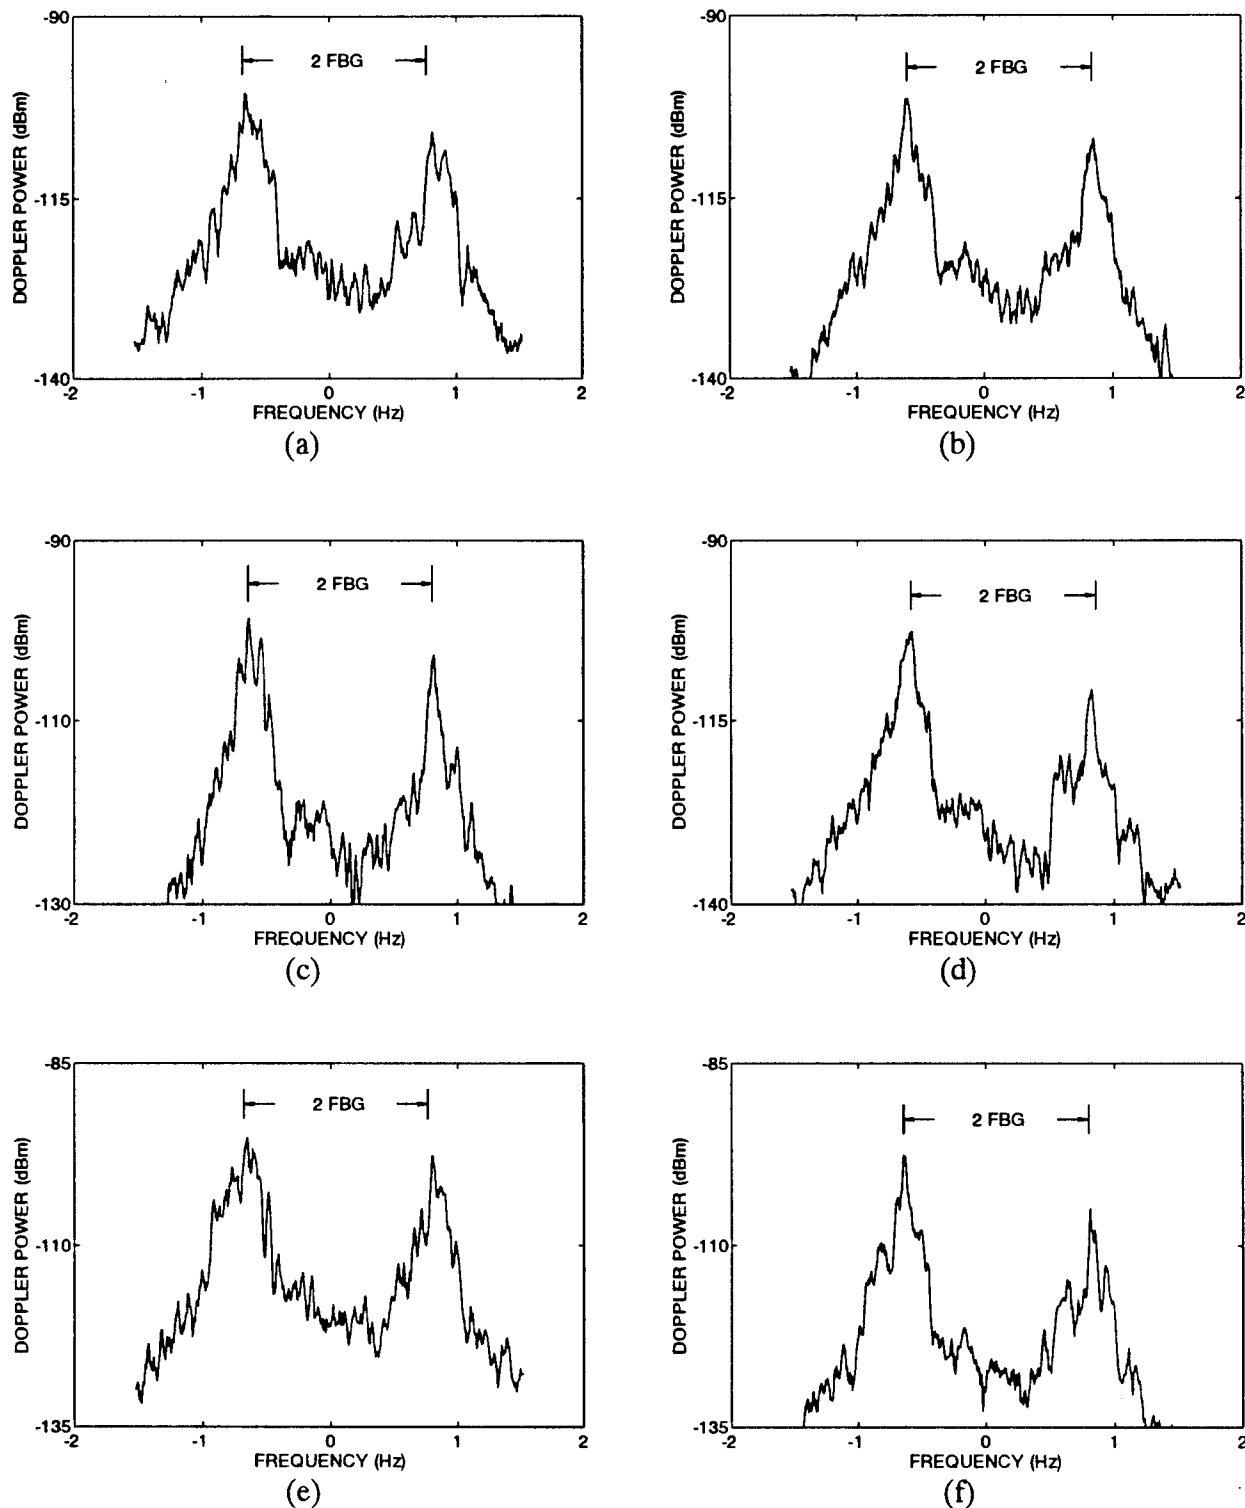 -90
2 FBG
DOPPLER POWER (dBm)
-115
-140
-2
-1
0
1
2
FREQUENCY (Hz)
(a)
-90
2 FBG
DOPPLER POWER (dBm)
-115
-140
-2
-1
0
1
2
FREQUENCY (Hz)
(b)
-90
2 FBG
DOPPLER POWER (dBm)
-110
-130
-2
-1
0
1
2
FREQUENCY (Hz)
(c)
-90
2 FBG
DOPPLER POWER (dBm)
-115
-140
-2
-1
0
1
2
FREQUENCY (Hz)
(d)
-85
2 FBG
DOPPLER POWER (dBm)
-110
-135
-2
-1
0
1
2
FREQUENCY (Hz)
(e)
-85
2 FBG
DOPPLER POWER (dBm)
-110
-135
-2
-1
0
1
2
FREQUENCY (Hz)
(f)